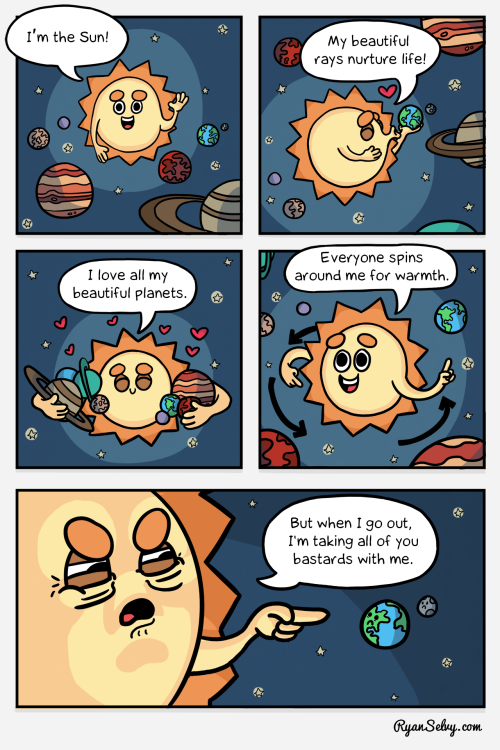 I'm the Sun!
My beautiful
rays nurture life!
I love all my
beautiful planets.
Everyone spins
around me for warmth.
But when I go out,
I'm taking all of you
bastards with me.
RyanSelvy.com